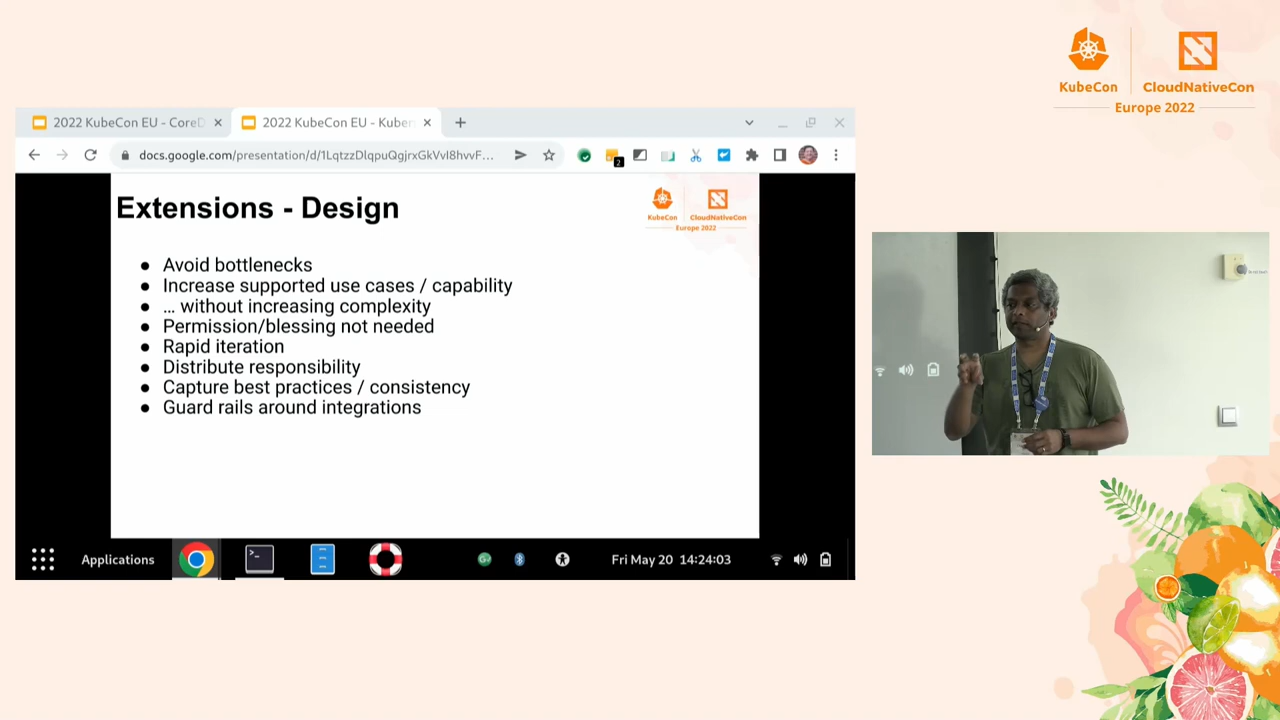 KubeCon
CloudNativeCon
Europe 2022
2022 KubeCon EU - CoreD
2022 KubeCon EU - Kuber
docs.google.com/presentation/d/1LqtzzDlqpuQgjrxGkVvI8hvvF...
2
Extensions - Design
KubeCon
CloudNativeCon
Europe 2022
● Avoid bottlenecks
● Increase supported use cases / capability
● … without increasing complexity
● Permission/blessing not needed
● Rapid iteration
● Distribute responsibility
● Capture best practices / consistency
● Guard rails around integrations
Applications
Fri May 20 14:24:03